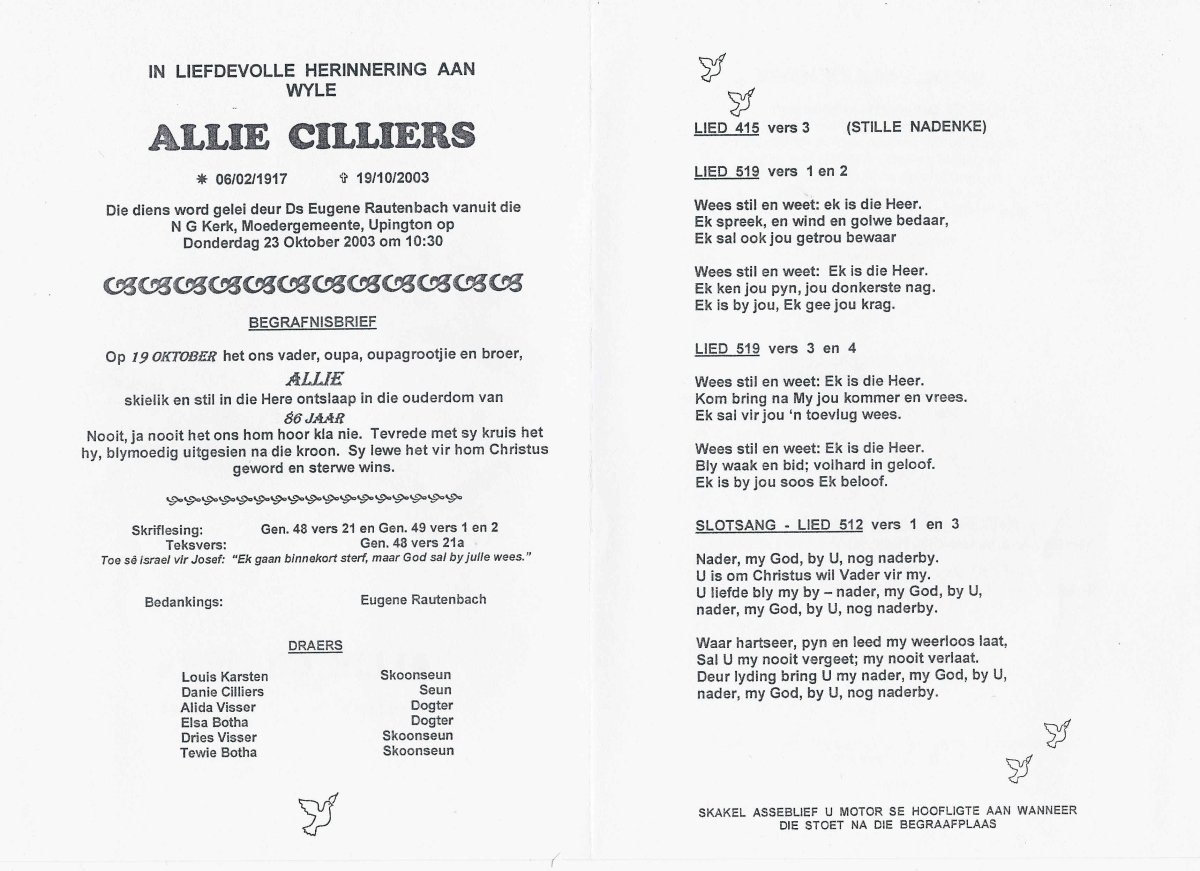 IN LIEFDEVOLLE HERINNERING AAN
WYLE
ALLIE CILLIERS
✴ 06/02/1917 ✞ 19/10/2003
Die diens word gelei deur Ds Eugene Rautenbach vanuit die
N G Kerk, Moedergemeente, Upington op
Donderdag 23 Oktober 2003 om 10:30
BEGRAFNISBRIEF
Op 19 OKTOBER het ons vader, oupa, oupagrootjie en broer,
ALLIE
skielik en stil in die Here ontslaap in die ouderdom van
86 JAAR
Nooit, ja nooit het ons hom hoor kla nie. Tevrede met sy kruis het
hy, blymoedig uitgesien na die kroon. Sy lewe het vir hom Christus
geword en sterwe wins.
Skriflesing: Gen. 48 vers 21 en Gen. 49 vers 1 en 2
Teksvers: Gen. 48 vers 21a
Toe sê Israel vir Josef: “Ek gaan binnekort sterf, maar God sal by julle wees.”
Bedankings: Eugene Rautenbach
DRAERS
Louis Karsten Skoonseun
Danie Cilliers Seun
Alida Visser Dogter
Elsa Botha Dogter
Dries Visser Skoonseun
Tewie Botha Skoonseun
LIED 415 vers 3 (STILLE NADENKE)
LIED 519 vers 1 en 2
Wees stil en weet: ek is die Heer.
Ek spreek, en wind en golwe bedaar,
Ek sal ook jou getrou bewaar
Wees stil en weet: Ek is die Heer.
Ek ken jou pyn, jou donkerste nag.
Ek is by jou, Ek gee jou krag.
LIED 519 vers 3 en 4
Wees stil en weet: Ek is die Heer.
Kom bring na My jou kommer en vrees.
Ek sal vir jou ‘n toevlug wees.
Wees stil en weet: Ek is die Heer.
Bly waak en bid; volhard in geloof.
Ek is by jou soos Ek beloof.
SLOTSANG - LIED 512 vers 1 en 3
Nader, my God, by U, nog naderby.
U is om Christus wil Vader vir my.
U liefde bly my by – nader, my God, by U,
nader, my God, by U, nog naderby.
Waar hartseer, pyn en leed my weerloos laat,
Sal U my nooit vergeet; my nooit verlaat.
Deur lyding bring U my nader, my God, by U,
nader, my God, by U, nog naderby.
SKAKEL ASSEBLIEF U MOTOR SE HOOFLIGTE AAN WANNEER
DIE STOET NA DIE BEGRAAFPLAAS